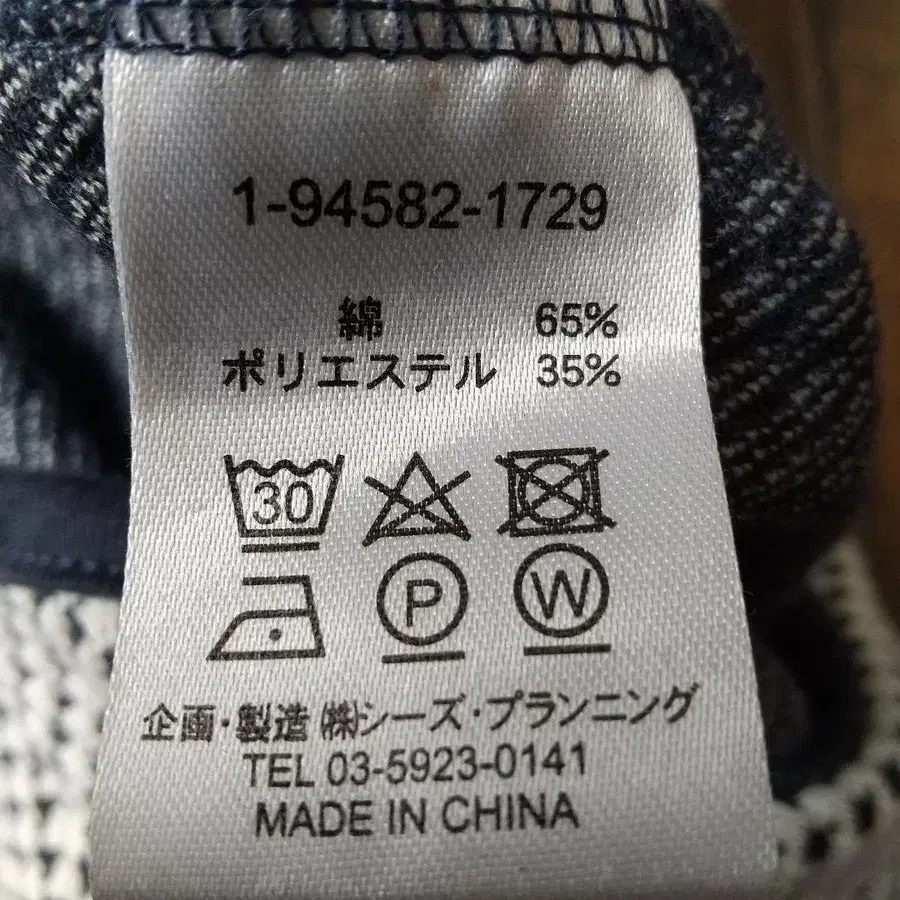 1-94582-1729
綿 65%
ポリエステル 35%
30
P W
企画・製造 ㈱シーズ・プランニング
TEL 03-5923-0141
MADE IN CHINA